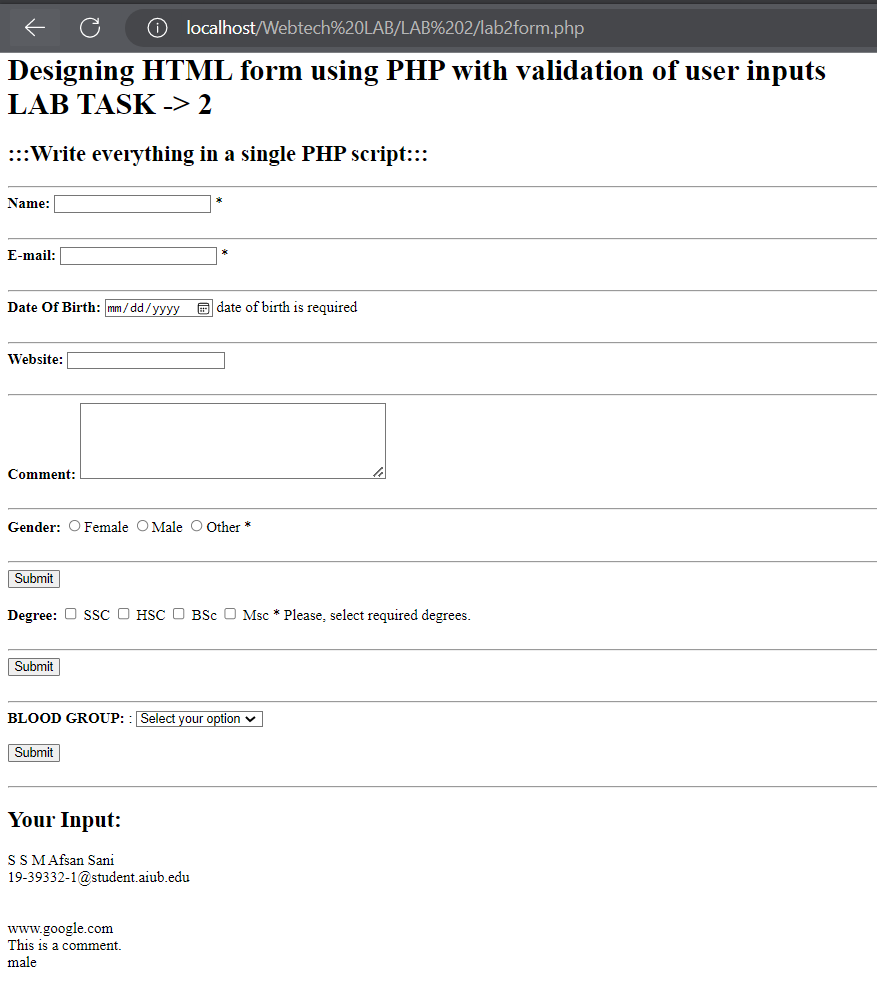 localhost/Webtech%20LAB/LAB%202/lab2form.php
Designing HTML form using PHP with validation of user inputs
LAB TASK -> 2
:::Write everything in a single PHP script:::
Name: *
E-mail: *
Date Of Birth: mm/dd/yyyy date of birth is required
Website:
Comment:
Gender: Female Male Other *
Submit
Degree: SSC HSC BSc Msc * Please, select required degrees.
Submit
BLOOD GROUP: : Select your option
Submit
Your Input:
S S M Afsan Sani
19-39332-1@student.aiub.edu
www.google.com
This is a comment.
male